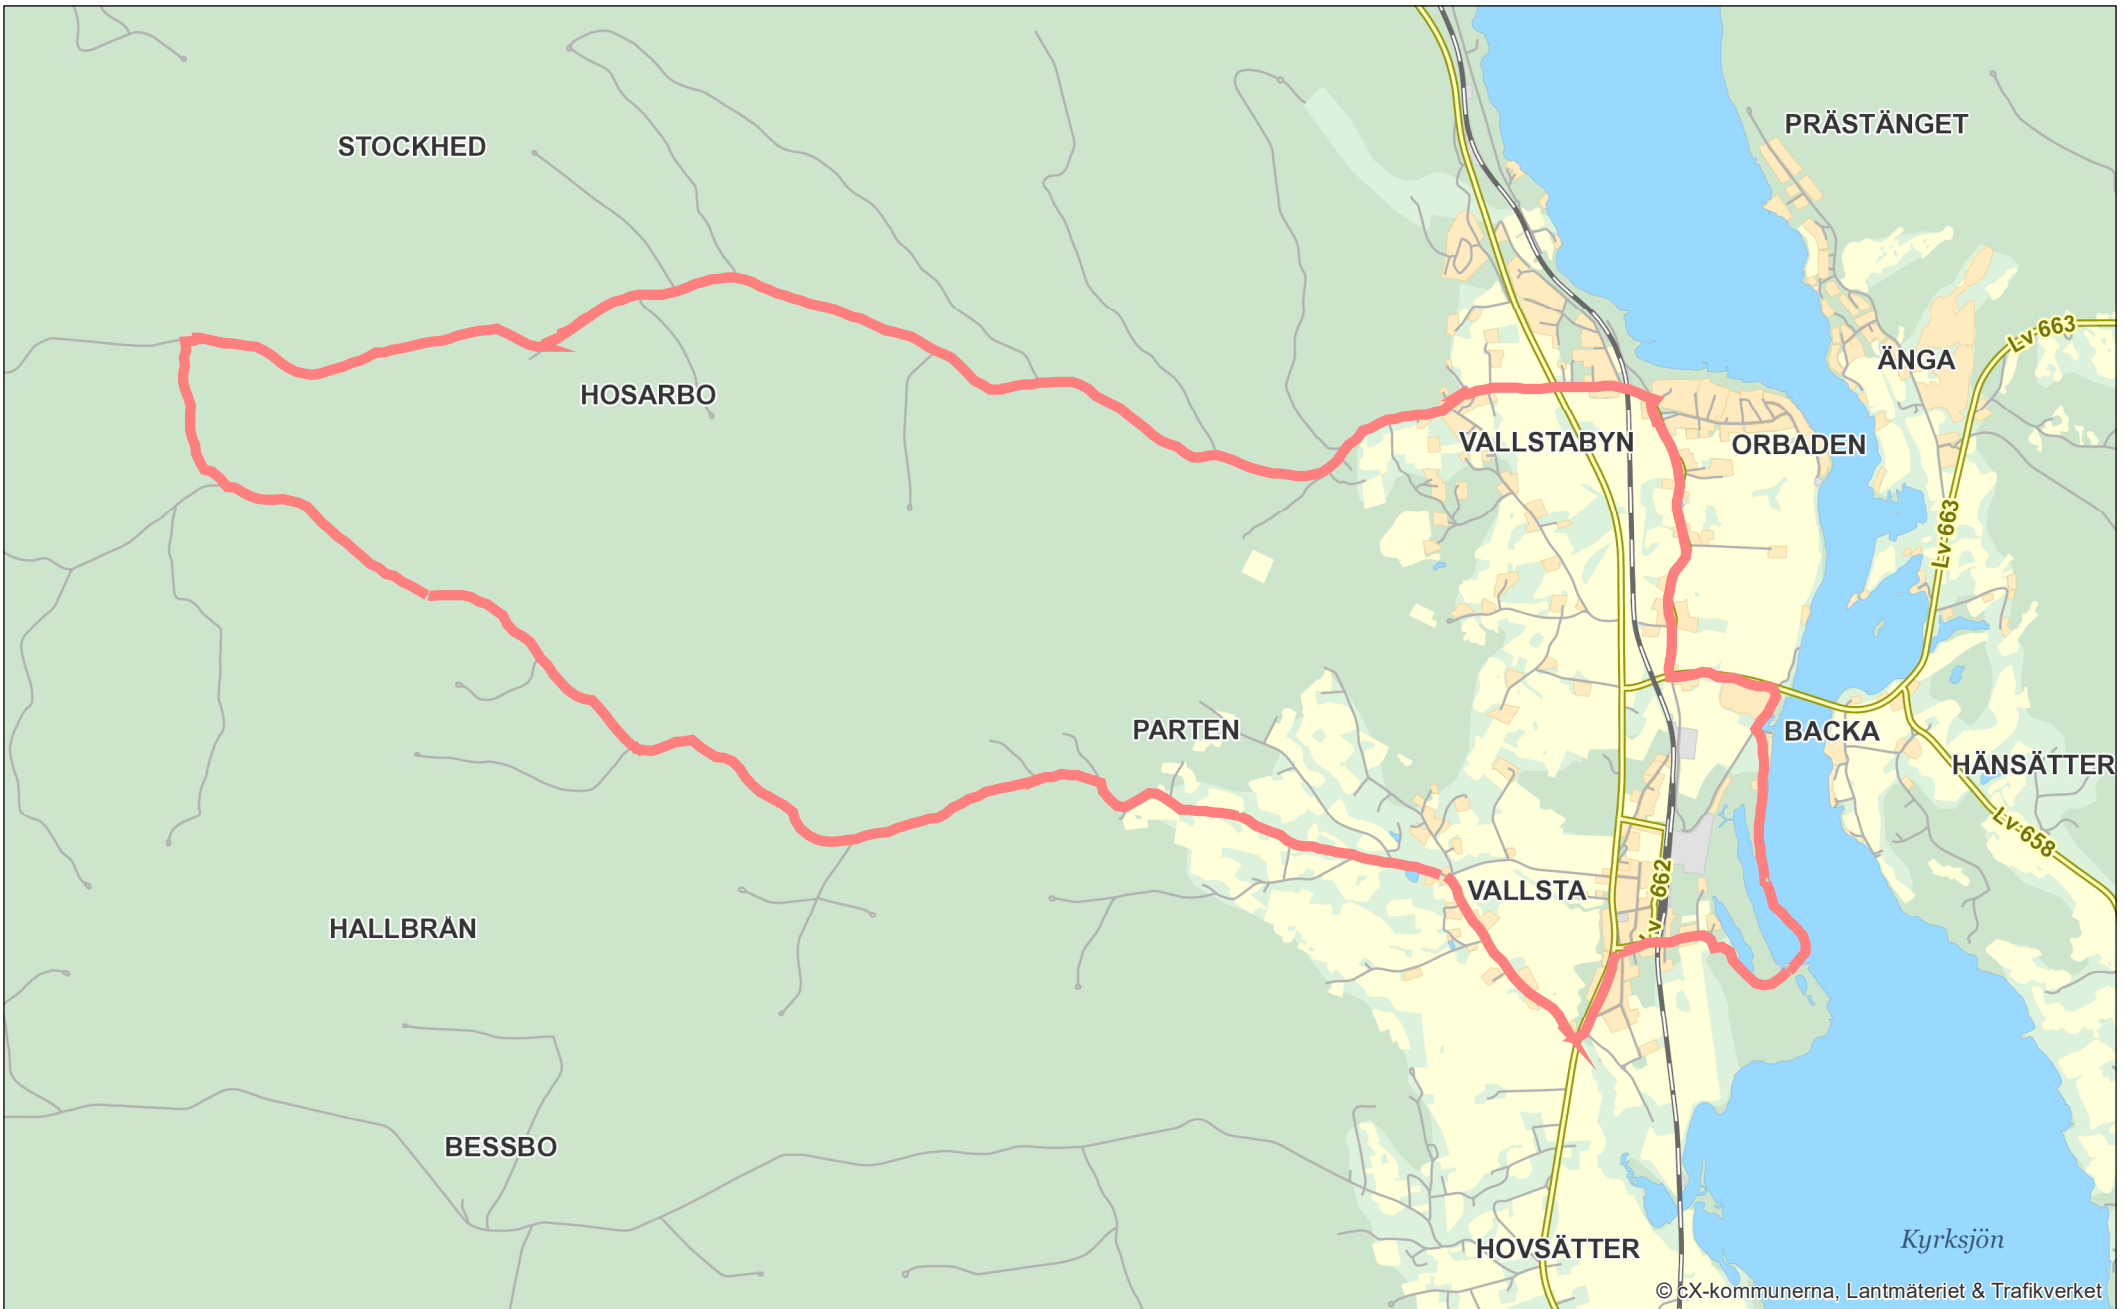 STOCKHED
PRÄSTÄNGET
Lv 663
ÄNGA
HOSARBO
VALLSTABYN
ORBADEN
Lv 663
PARTEN
BACKA
HÄNSÄTTER
Lv 658
VALLSTA
Lv 662
HALLBRÄN
BESSBO
Kyrksjön
HOVSÄTTER
© cX-kommunerna, Lantmäteriet & Trafikverket